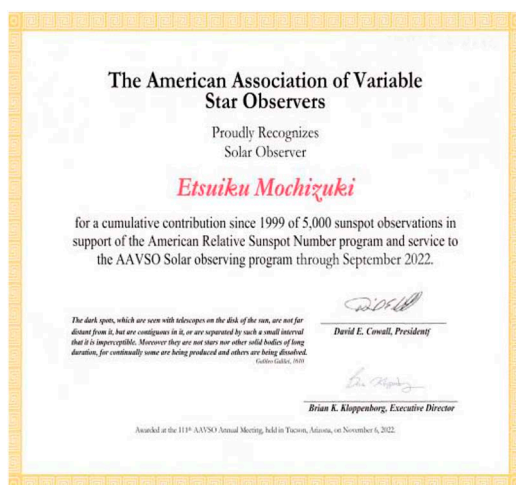 The American Association of Variable
Star Observers
Proudly Recognizes
Solar Observer
Etsuiku Mochizuki
for a cumulative contribution since 1999 of 5,000 sunspot observations in
support of the American Relative Sunspot Number program and service to
the AAVSO Solar observing program through September 2022.
The dark spots, which are seen with telescopes on the disk of the sun, are not far
distant from it, but are contiguous in it, or are separated by such a small interval
that it is imperceptible. Moreover they are not stars nor other solid bodies of long
duration, for continually some are being produced and others are being dissolved.
Galileo Galilei, 1610
David E. Cowall, Presidentf
Brian K. Kloppenborg, Executive Director
Awarded at the 111th AAVSO Annual Meeting, held in Tucson, Arizona, on November 6, 2022.